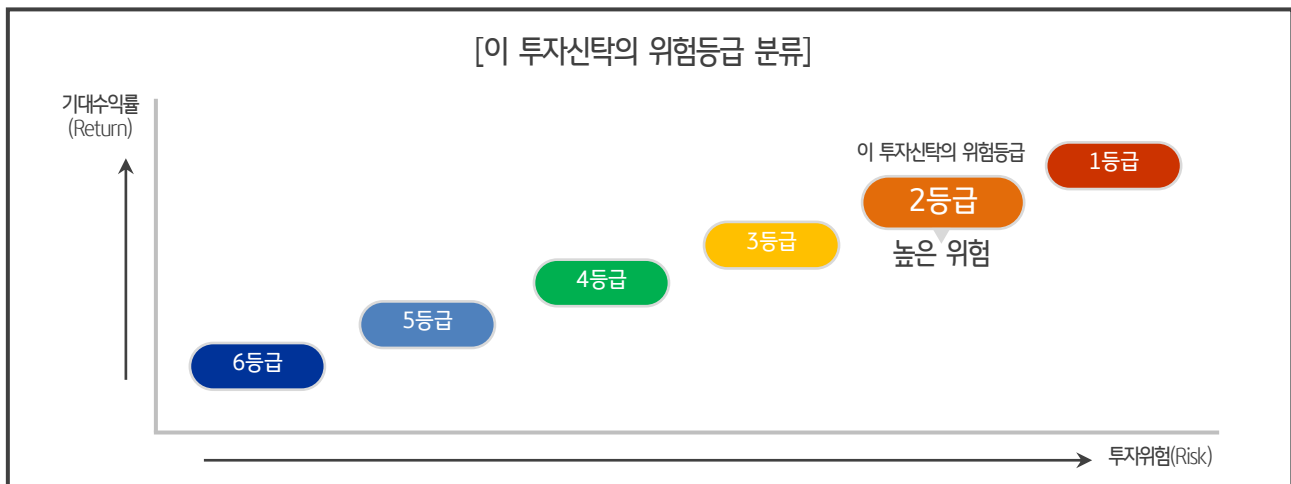 [이 투자신탁의 위험등급 분류]
기대수익률
(Return)
이 투자신탁의 위험등급
1등급
2등급
높은 위험
3등급
4등급
5등급
6등급
투자위험(Risk)